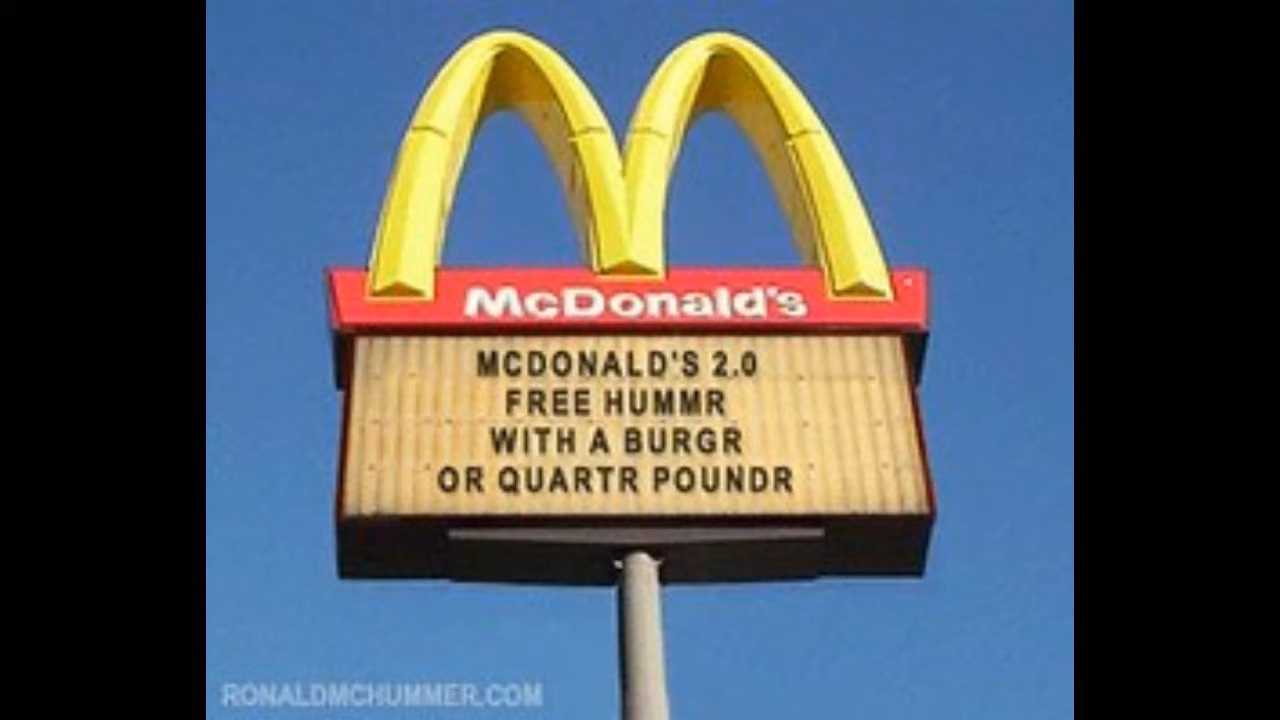 McDonald's
MCDONALD'S 2.0
FREE HUMMR
WITH A BURGR
OR QUARTR POUNDR
RONALDMCHUMMER.COM